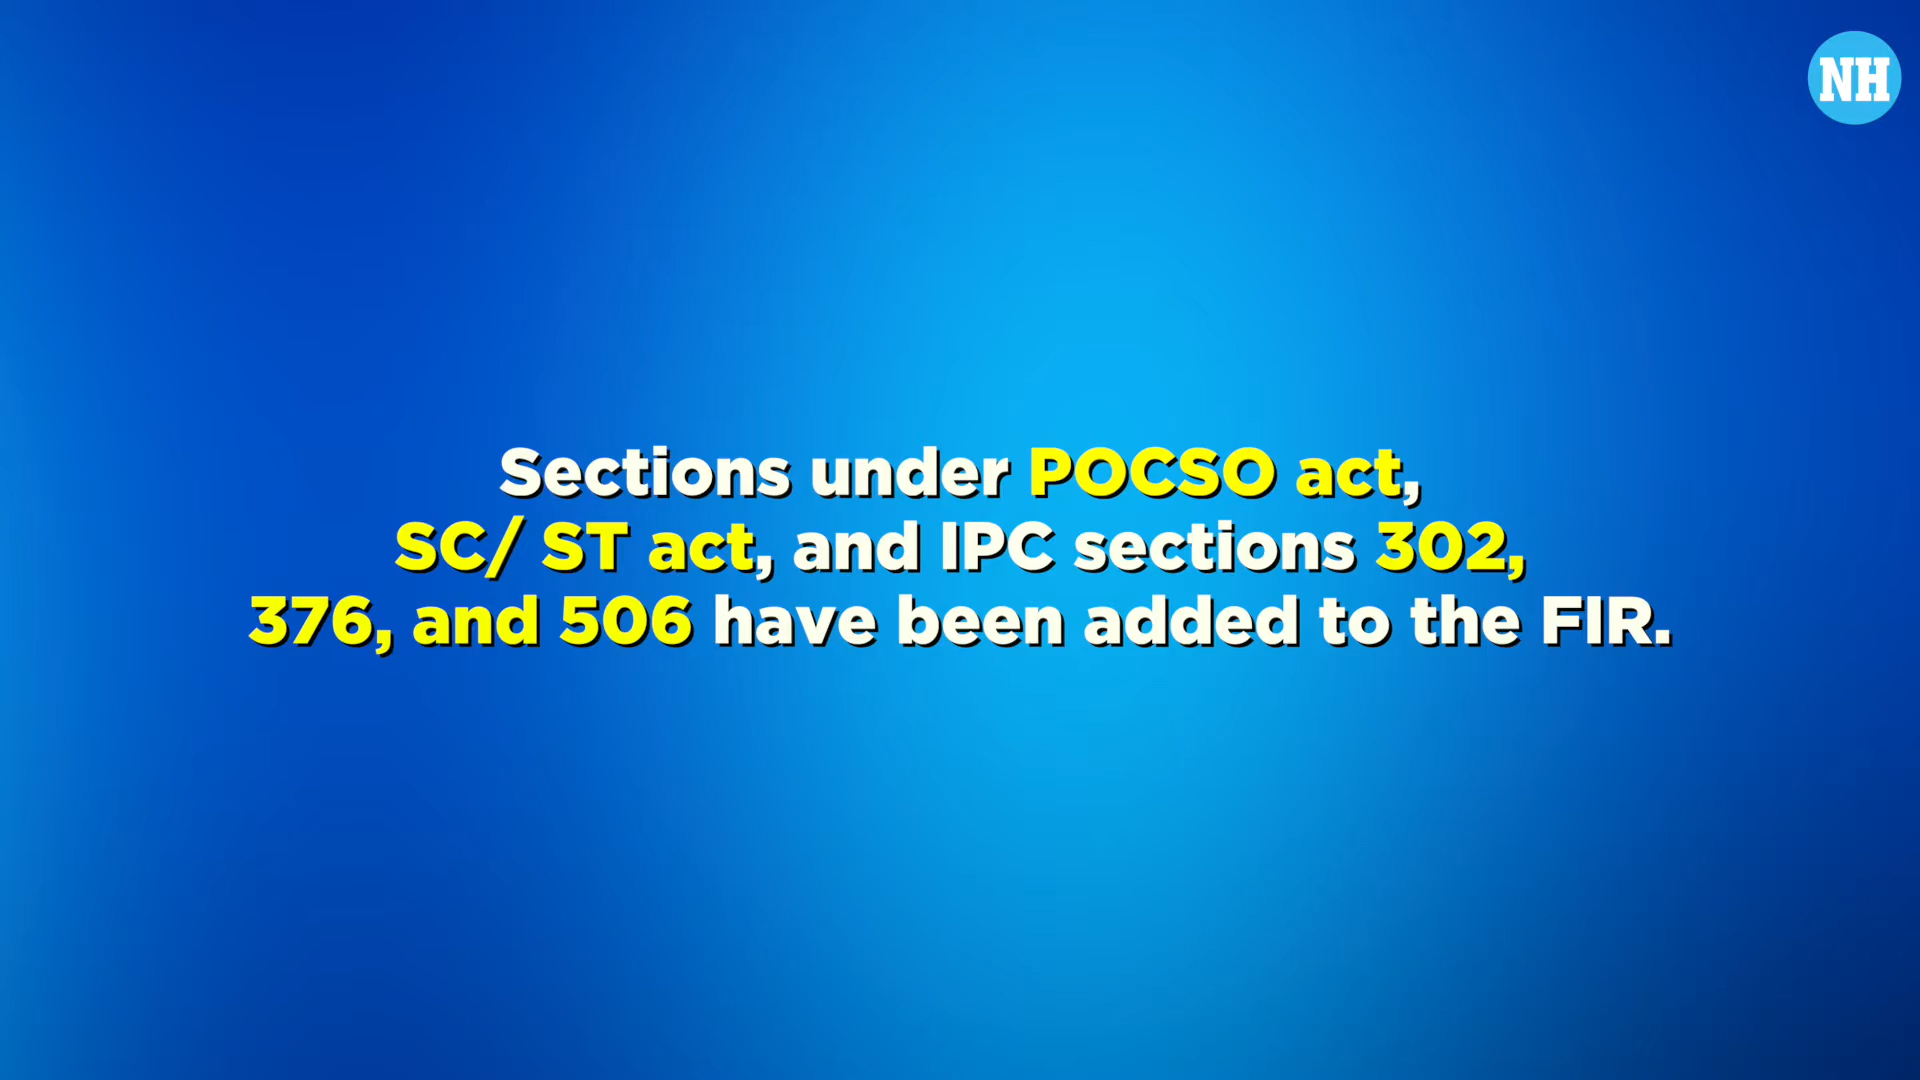 NH
Sections under POCSO act,
SC/ ST act, and IPC sections 302,
376, and 506 have been added to the FIR.